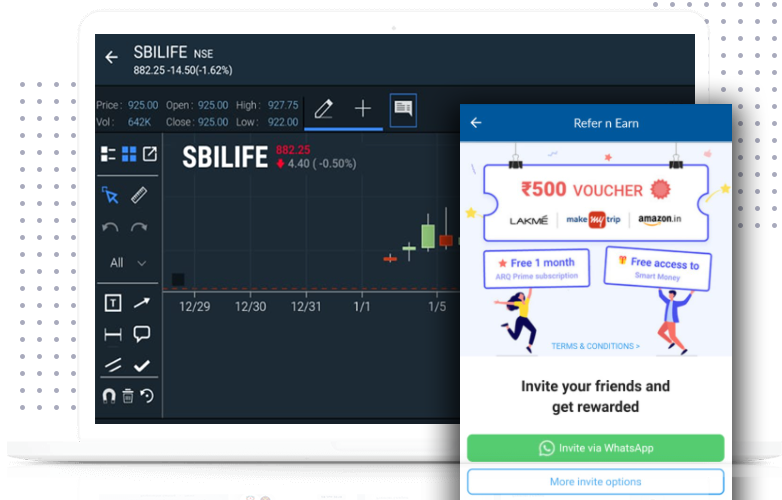 SBILIFE NSE
882.25 -14.50(-1.62%)
Price: 925.00 Open: 925.00 High: 927.75
Vol: 642K Close: 925.00 Low: 922.00
SBILIFE 882.25
4.40 ( -0.50%)
All
T
12/29 12/30 12/31 1/1 1/5
Refer n Earn
₹500 VOUCHER
LAKMÉ make my trip amazon.in
Free 1 month
ARQ Prime subscription
Free access to
Smart Money
TERMS & CONDITIONS >
Invite your friends and
get rewarded
Invite via WhatsApp
More invite options